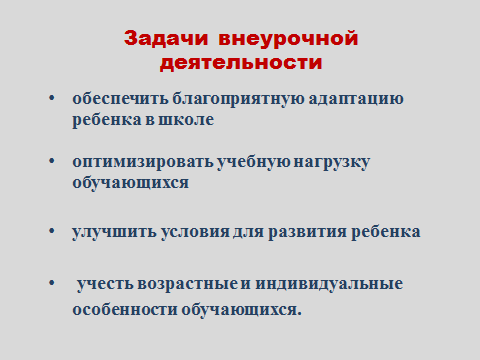 Задачи внеурочной
деятельности
• обеспечить благоприятную адаптацию
ребенка в школе
• оптимизировать учебную нагрузку
обучающихся
• улучшить условия для развития ребенка
• учесть возрастные и индивидуальные
особенности обучающихся.